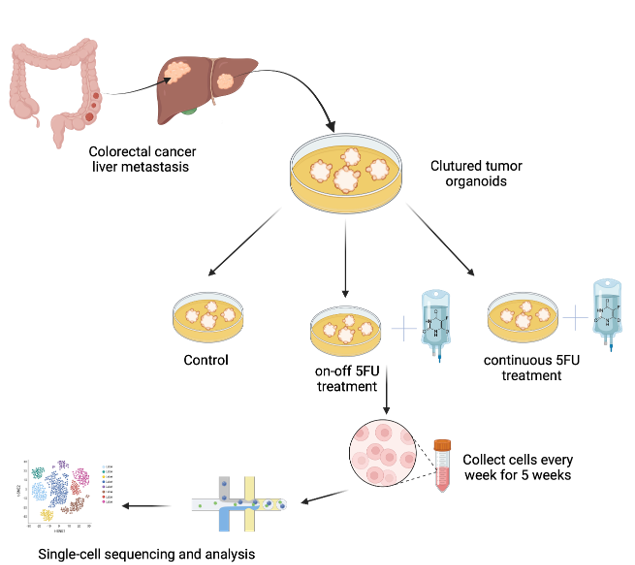 Colorectal cancer
liver metastasis
Clutured tumor
organoids
Control
on-off 5FU
treatment
continuous 5FU
treatment
Collect cells every
week for 5 weeks
Single-cell sequencing and analysis